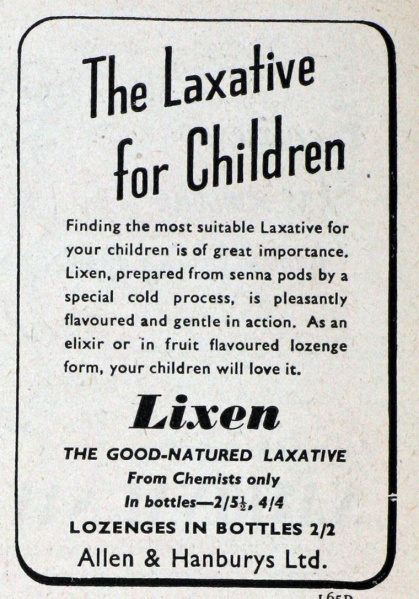 The Laxative
for Children
Finding the most suitable Laxative for
your children is of great importance.
Lixen, prepared from senna pods by a
special cold process, is pleasantly
flavoured and gentle in action. As an
elixir or in fruit flavoured lozenge
form, your children will love it.
Lixen
THE GOOD-NATURED LAXATIVE
From Chemists only
In bottles—2/5½, 4/4
LOZENGES IN BOTTLES 2/2
Allen & Hanburys Ltd.